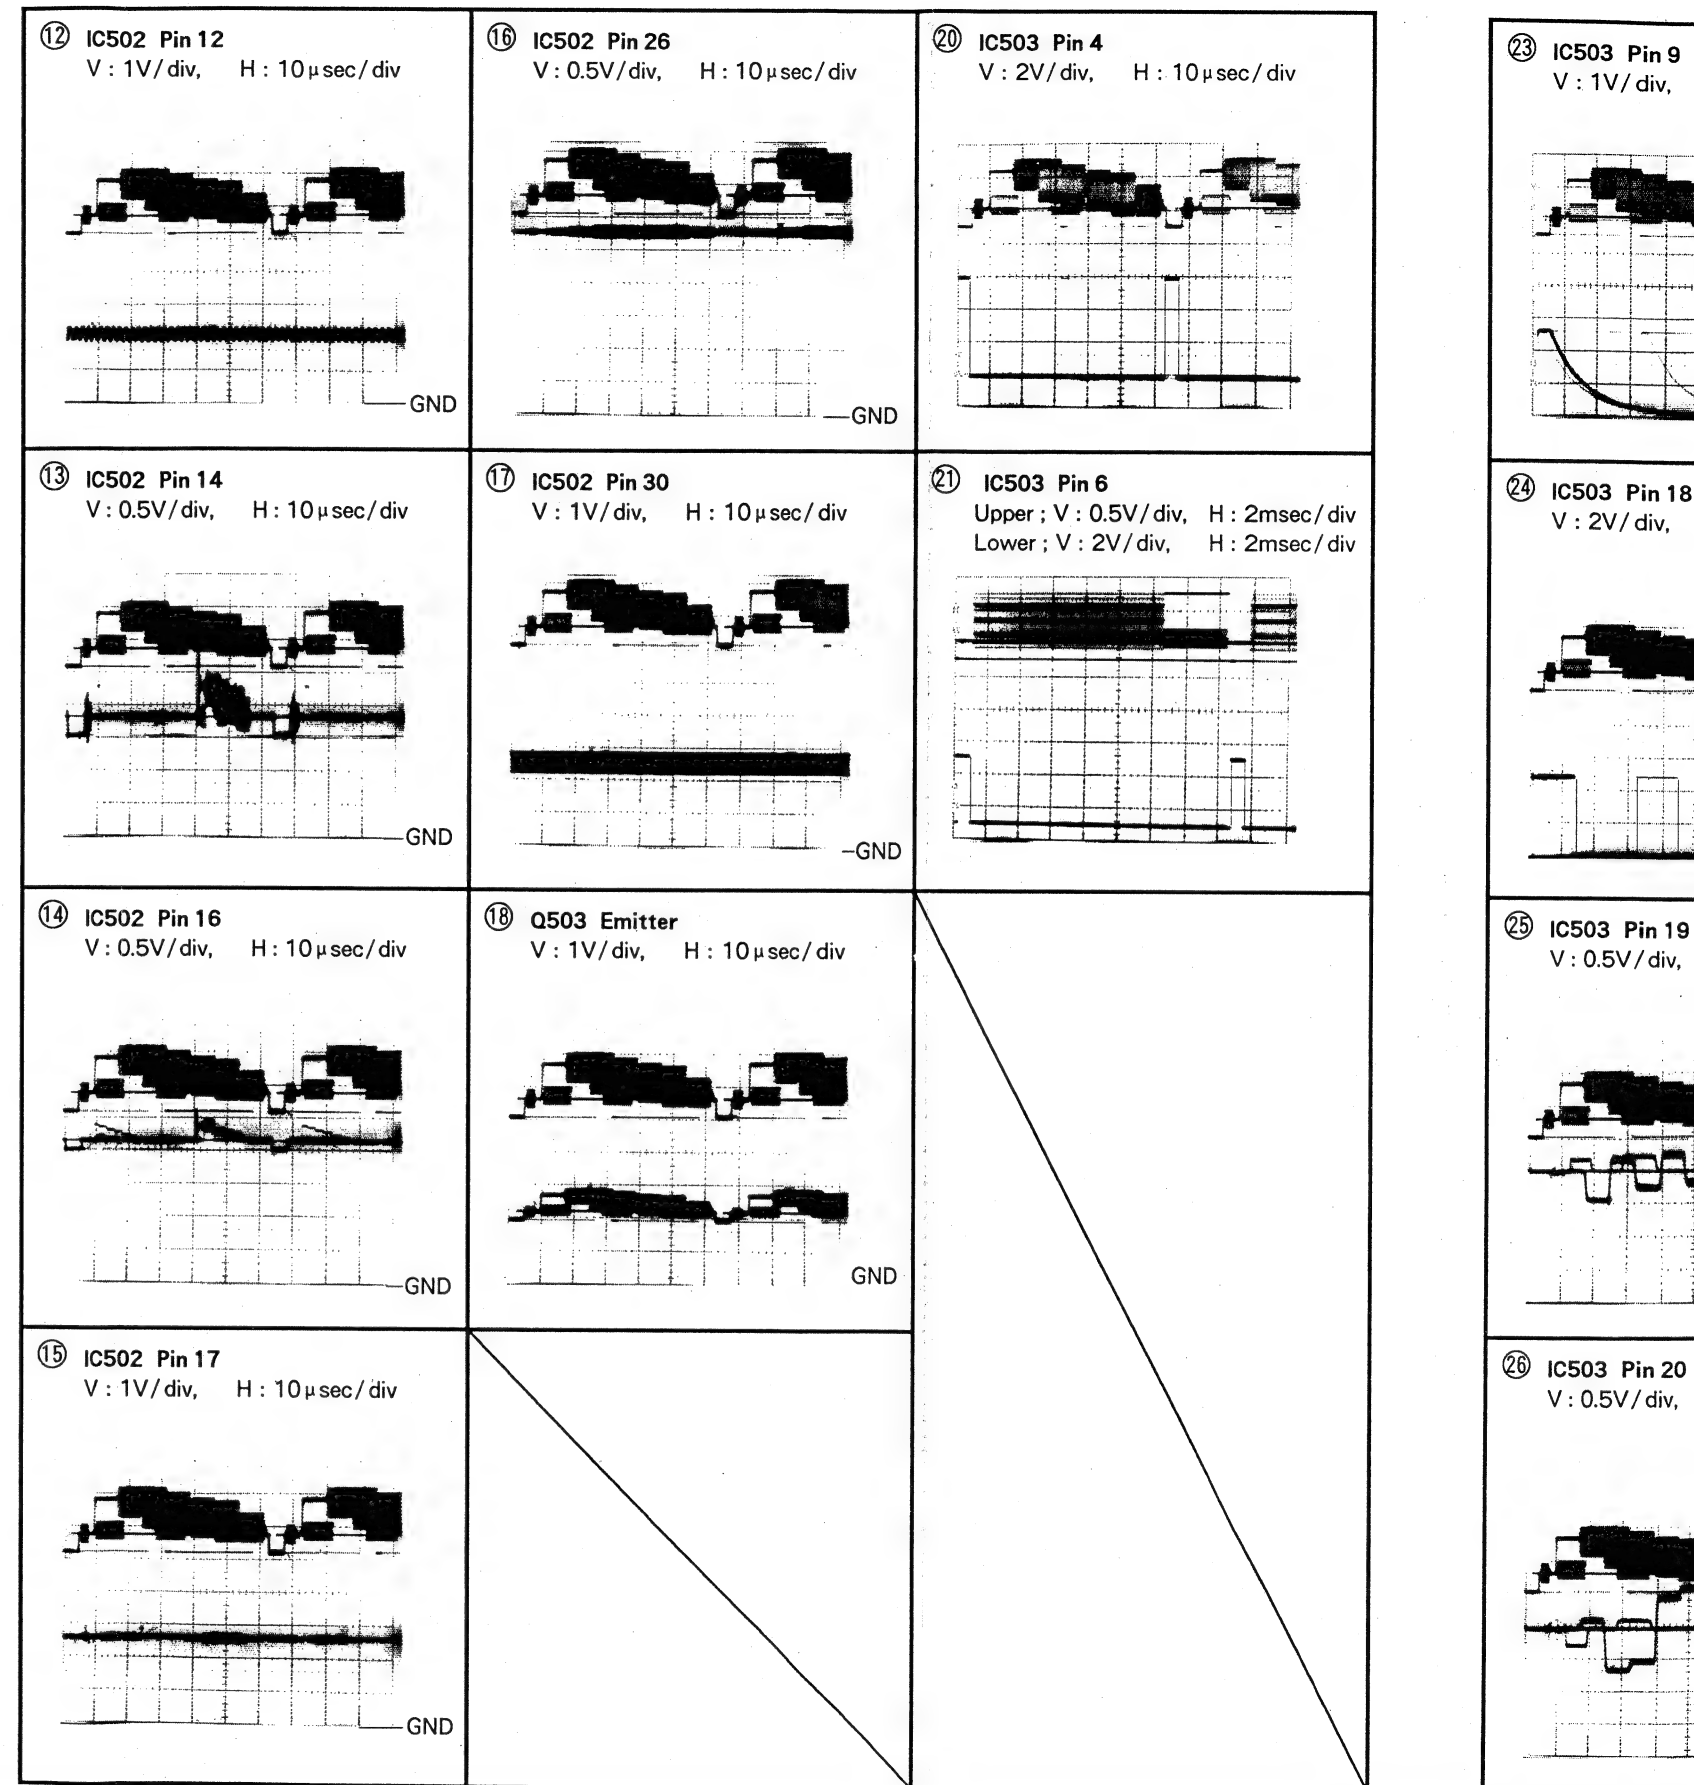 ⑫ IC502 Pin 12
V : 1V/div, H : 10μsec/div
GND
⑬ IC502 Pin 14
V : 0.5V/div, H : 10μsec/div
GND
⑭ IC502 Pin 16
V : 0.5V/div, H : 10μsec/div
GND
⑮ IC502 Pin 17
V : 1V/div, H : 10μsec/div
GND
⑯ IC502 Pin 26
V : 0.5V/div, H : 10μsec/div
GND
⑰ IC502 Pin 30
V : 1V/div, H : 10μsec/div
GND
⑱ Q503 Emitter
V : 1V/div, H : 10μsec/div
GND
⑳ IC503 Pin 4
V : 2V/div, H : 10μsec/div
㉑ IC503 Pin 6
Upper ; V : 0.5V/div, H : 2msec/div
Lower ; V : 2V/div, H : 2msec/div
㉓ IC503 Pin 9
V : 1V/div,
㉔ IC503 Pin 18
V : 2V/div,
㉕ IC503 Pin 19
V : 0.5V/div,
㉖ IC503 Pin 20
V : 0.5V/div,